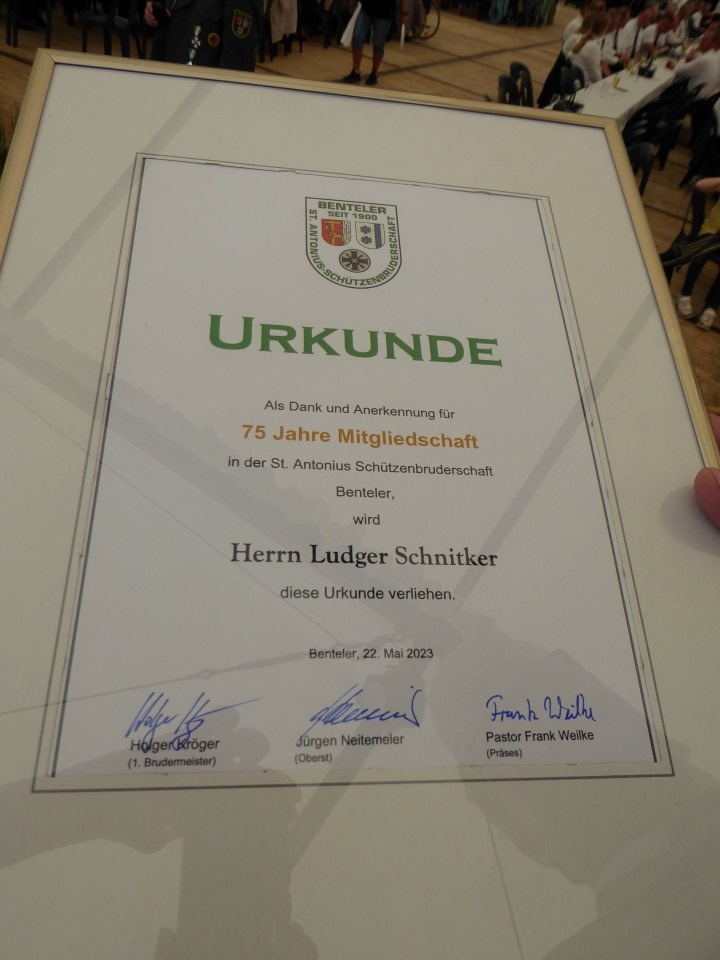 BENTELER
SEIT 1900
ST. ANTONIUS-SCHÜTZENBRUDERSCHAFT
URKUNDE
Als Dank und Anerkennung für
75 Jahre Mitgliedschaft
in der St. Antonius Schützenbruderschaft
Benteler,
wird
Herrn Ludger Schnitker
diese Urkunde verliehen.
Benteler, 22. Mai 2023
Frank Weilke
Holger Kröger
(1. Brudermeister)
Jürgen Neitemeier
(Oberst)
Pastor Frank Weilke
(Präses)